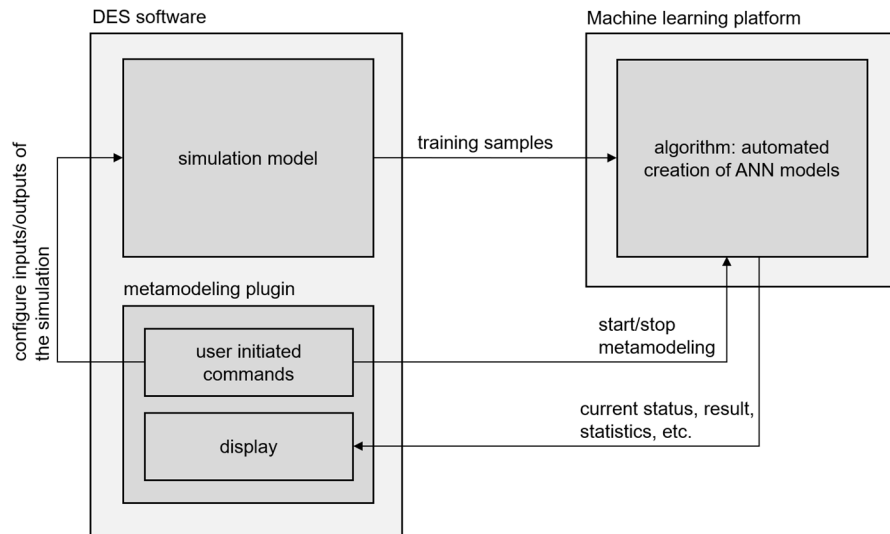 DES software
Machine learning platform
simulation model
training samples
algorithm: automated
creation of ANN models
configure inputs/outputs of
the simulation
metamodeling plugin
user initiated
commands
start/stop
metamodeling
current status, result,
statistics, etc.
display